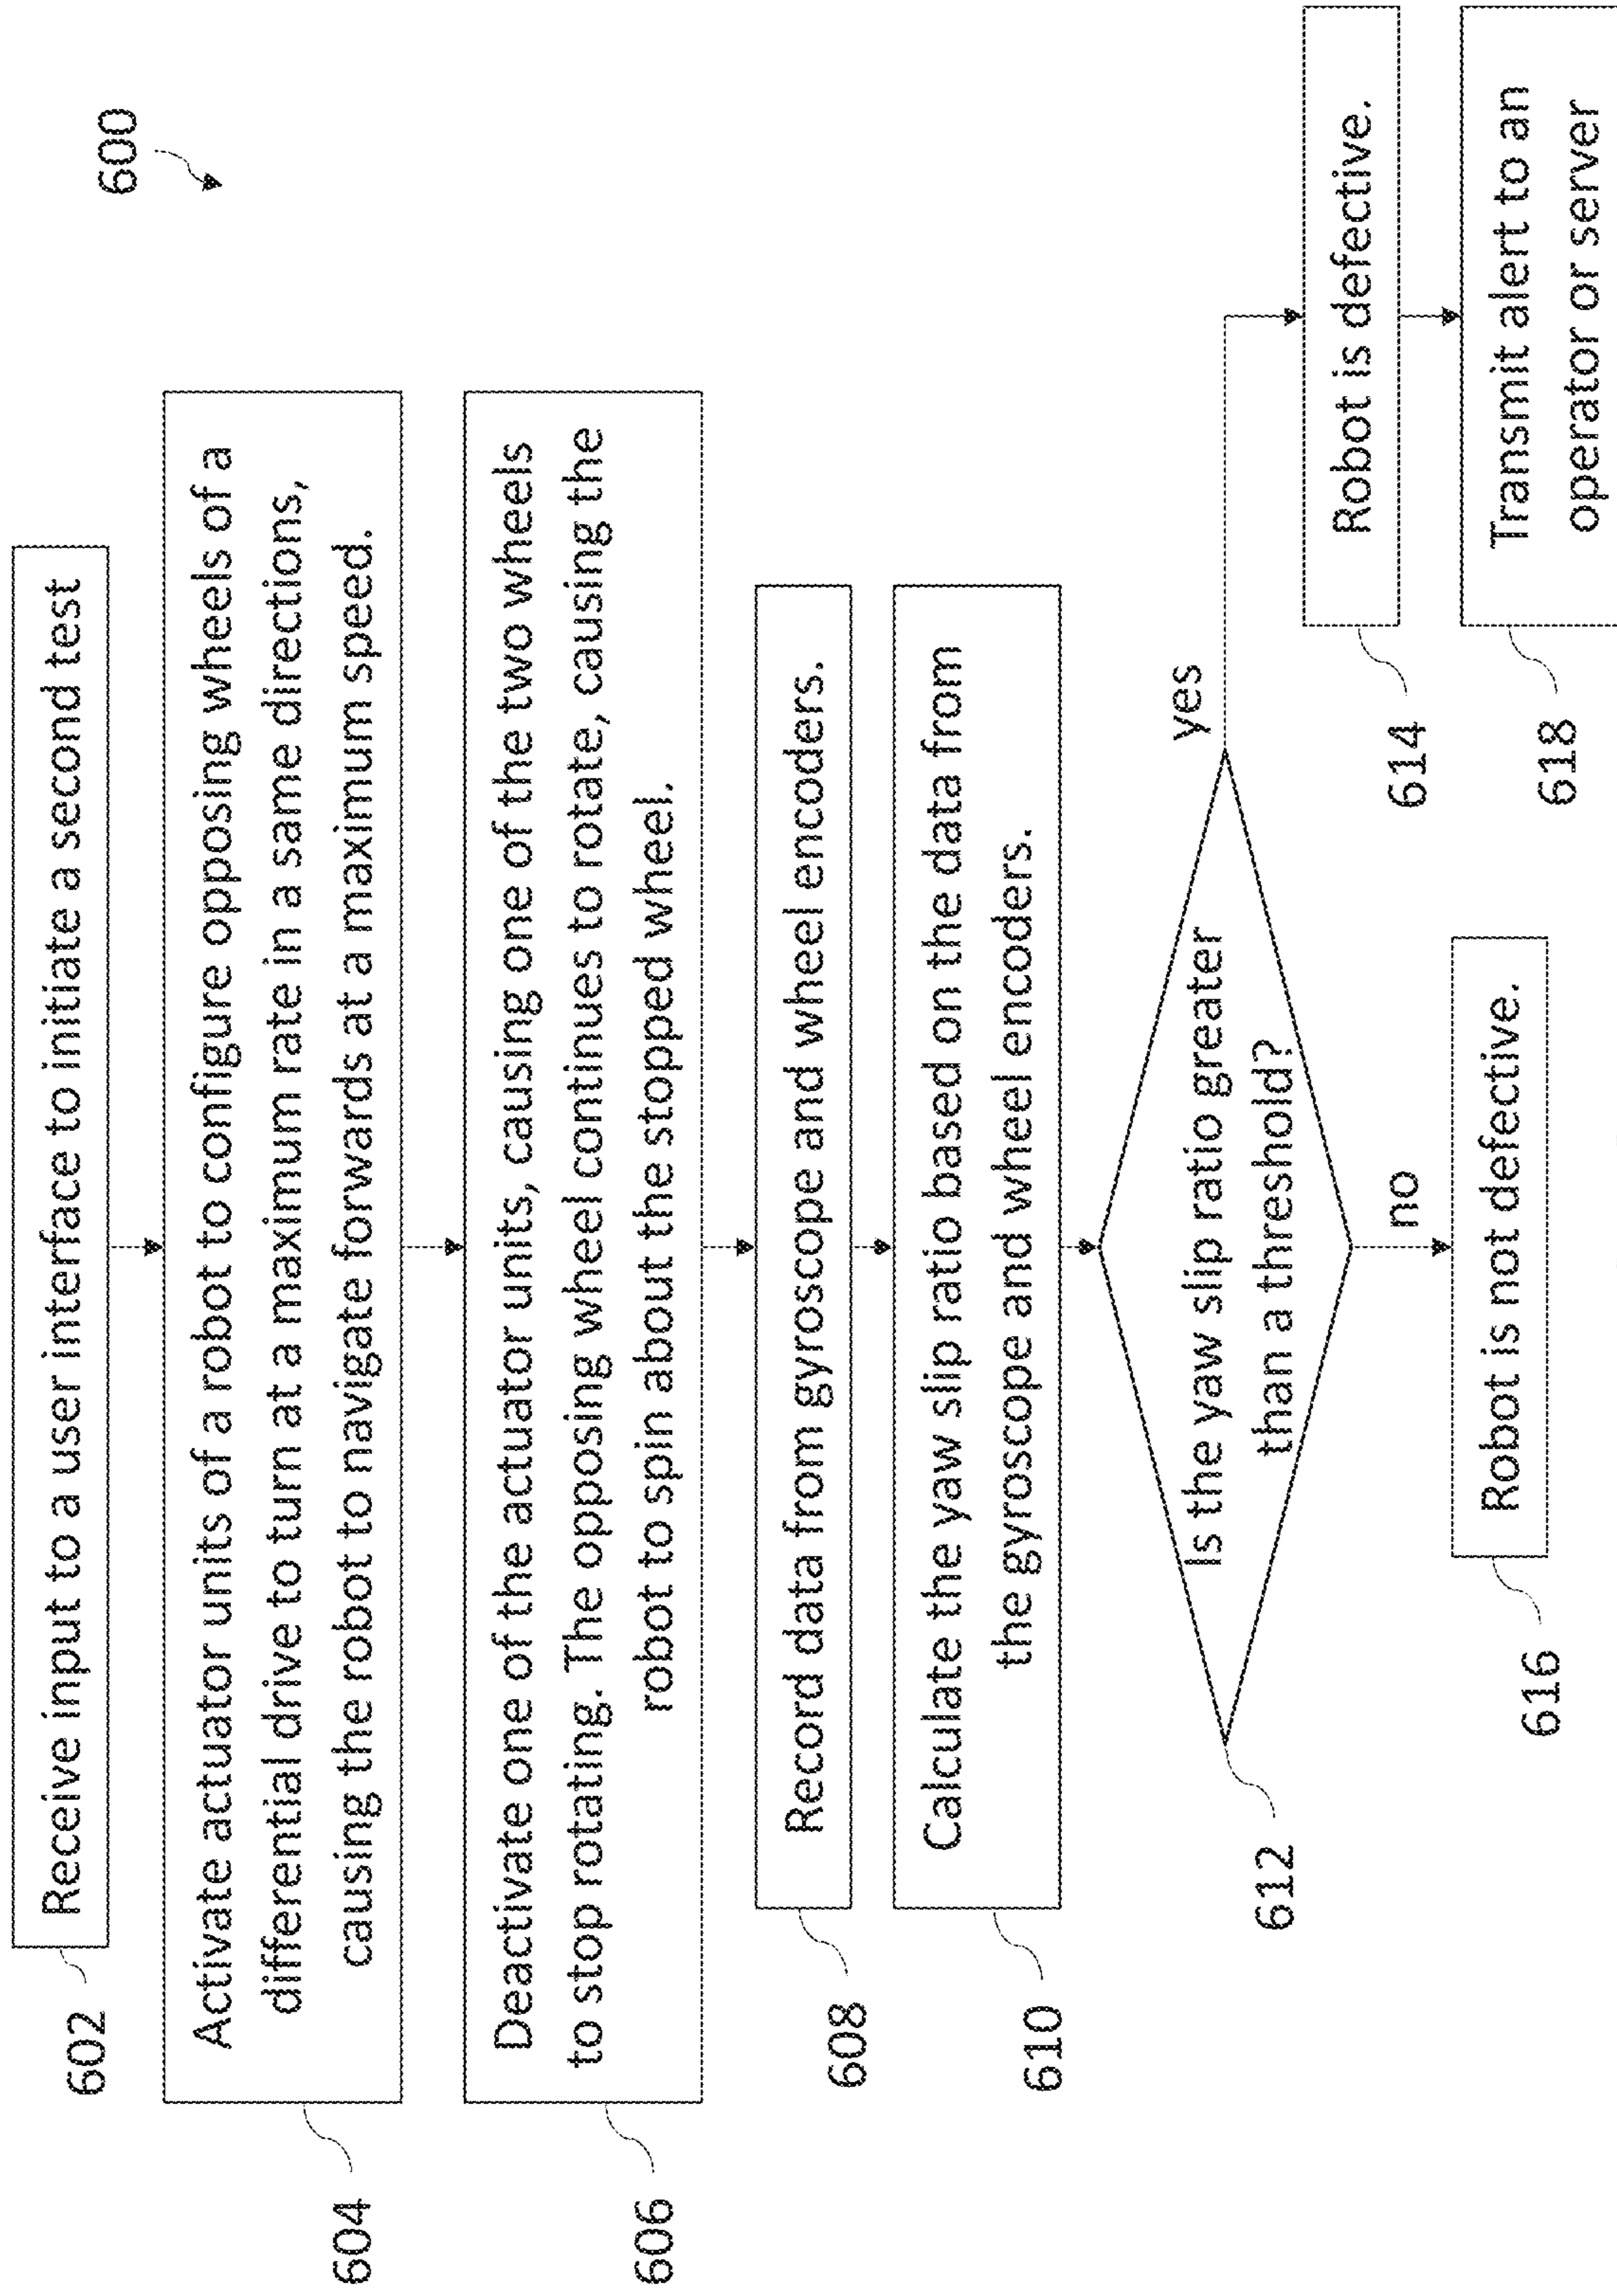 600
602
Receive input to a user interface to initiate a second test
604
Activate actuator units of a robot to configure opposing wheels of a
differential drive to turn at a maximum rate in a same directions,
causing the robot to navigate forwards at a maximum speed.
606
Deactivate one of the actuator units, causing one of the two wheels
to stop rotating. The opposing wheel continues to rotate, causing the
robot to spin about the stopped wheel.
608
Record data from gyroscope and wheel encoders.
610
Calculate the yaw slip ratio based on the data from
the gyroscope and wheel encoders.
612
Is the yaw slip ratio greater
than a threshold?
yes
no
614
Robot is defective.
616
Robot is not defective.
618
Transmit alert to an
operator or server